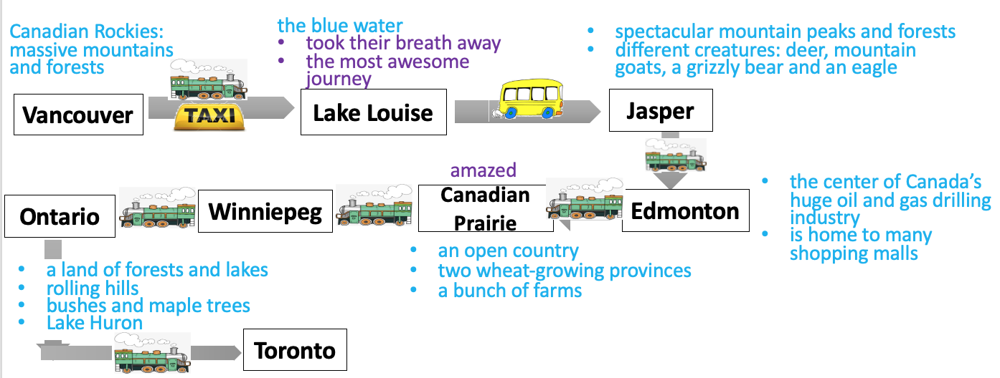 Canadian Rockies:
massive mountains
and forests
the blue water
• took their breath away
• the most awesome
journey
• spectacular mountain peaks and forests
• different creatures: deer, mountain
goats, a grizzly bear and an eagle
Vancouver
TAXI
Lake Louise
Jasper
• the center of Canada’s
huge oil and gas drilling
industry
• is home to many
shopping malls
Edmonton
amazed
Canadian
Prairie
• an open country
• two wheat-growing provinces
• a bunch of farms
Winniepeg
Ontario
• a land of forests and lakes
• rolling hills
• bushes and maple trees
• Lake Huron
Toronto